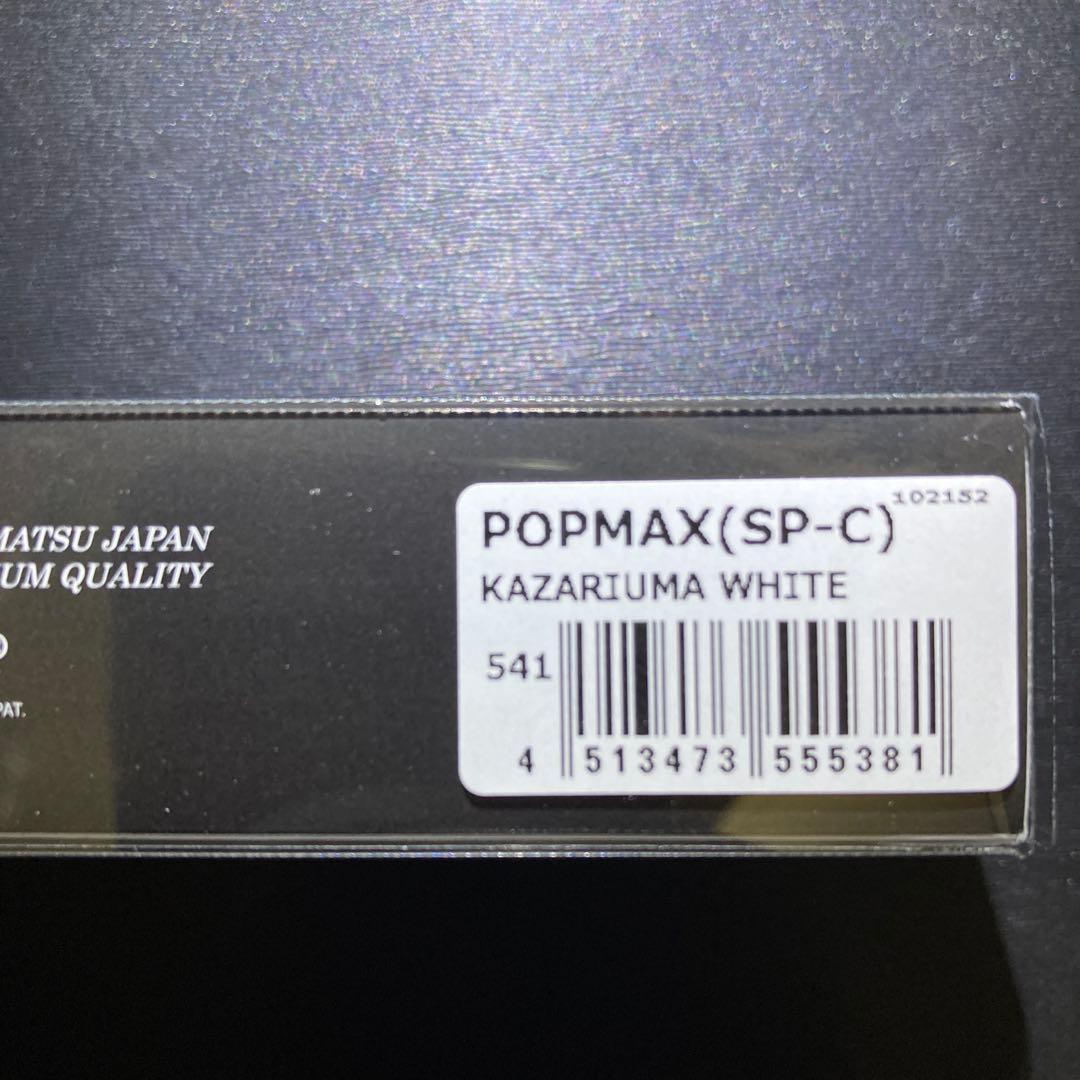 MATSU JAPAN
UM QUALITY
PAT.
102152
POPMAX(SP-C)
KAZARIUMA WHITE
541
4 513473 555381